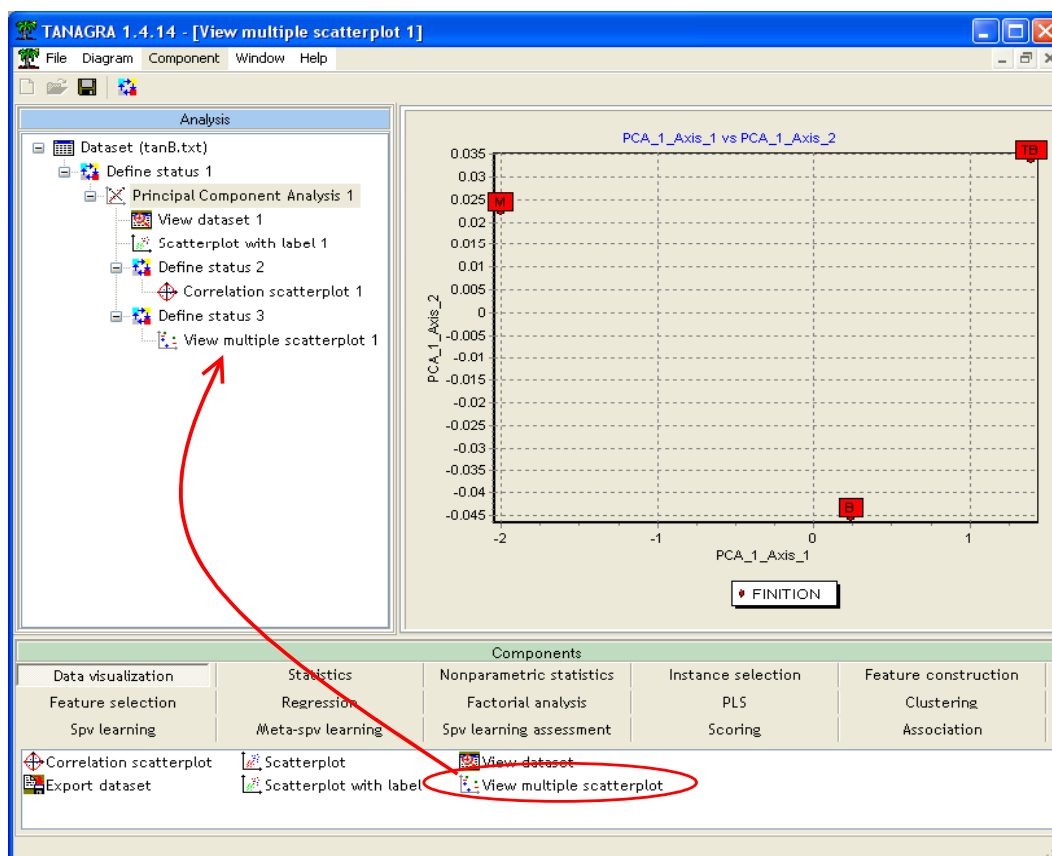 TANAGRA 1.4.14 - [View multiple scatterplot 1]
File Diagram Component Window Help
Analysis
Dataset (tanB.txt)
Define status 1
Principal Component Analysis 1
View dataset 1
Scatterplot with label 1
Define status 2
Correlation scatterplot 1
Define status 3
View multiple scatterplot 1
PCA_1_Axis_1 vs PCA_1_Axis_2
TB
M
B
0.035
0.03
0.025
0.02
0.015
0.01
0.005
0
-0.005
-0.01
-0.015
-0.02
-0.025
-0.03
-0.035
-0.04
-0.045
PCA_1_Axis_2
-2 -1 0 1
PCA_1_Axis_1
FINITION
Components
Data visualization Statistics Nonparametric statistics Instance selection Feature construction
Feature selection Regression Factorial analysis PLS Clustering
Spv learning Meta-spv learning Spv learning assessment Scoring Association
Correlation scatterplot Scatterplot View dataset
Export dataset Scatterplot with label View multiple scatterplot